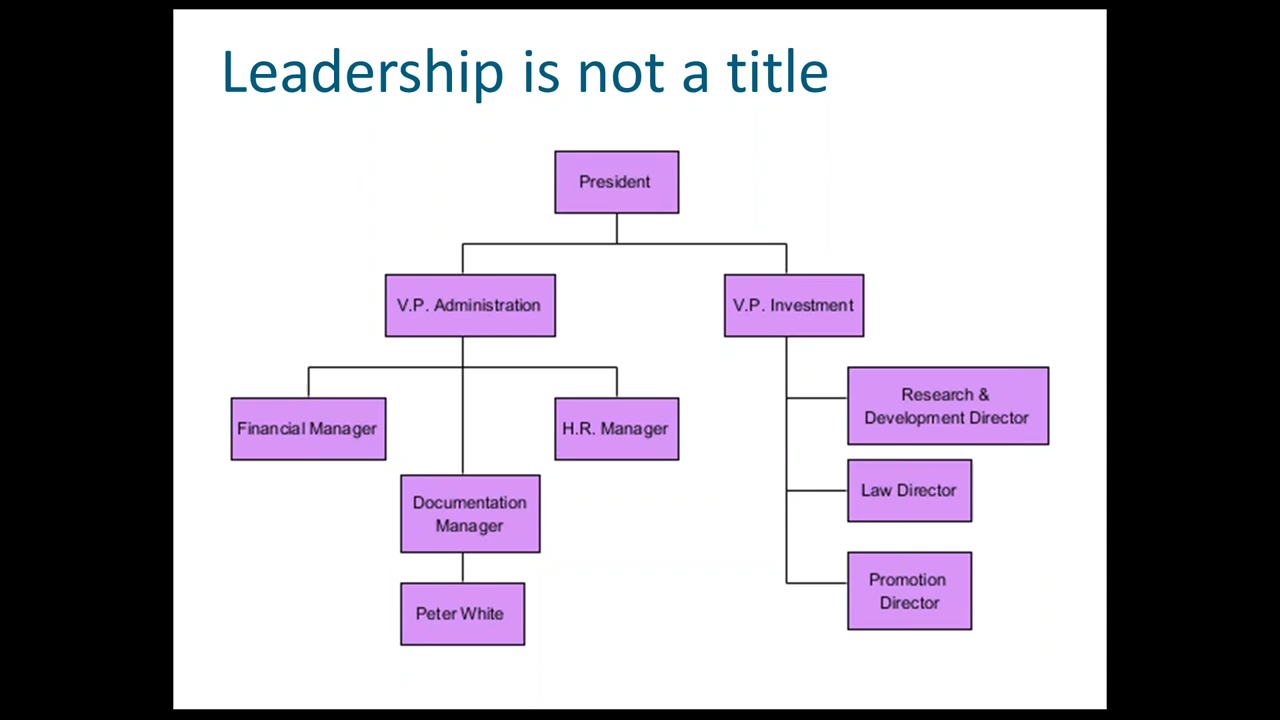 Leadership is not a title
President
V.P. Administration
V.P. Investment
Financial Manager
H.R. Manager
Documentation
Manager
Peter White
Research &
Development Director
Law Director
Promotion
Director